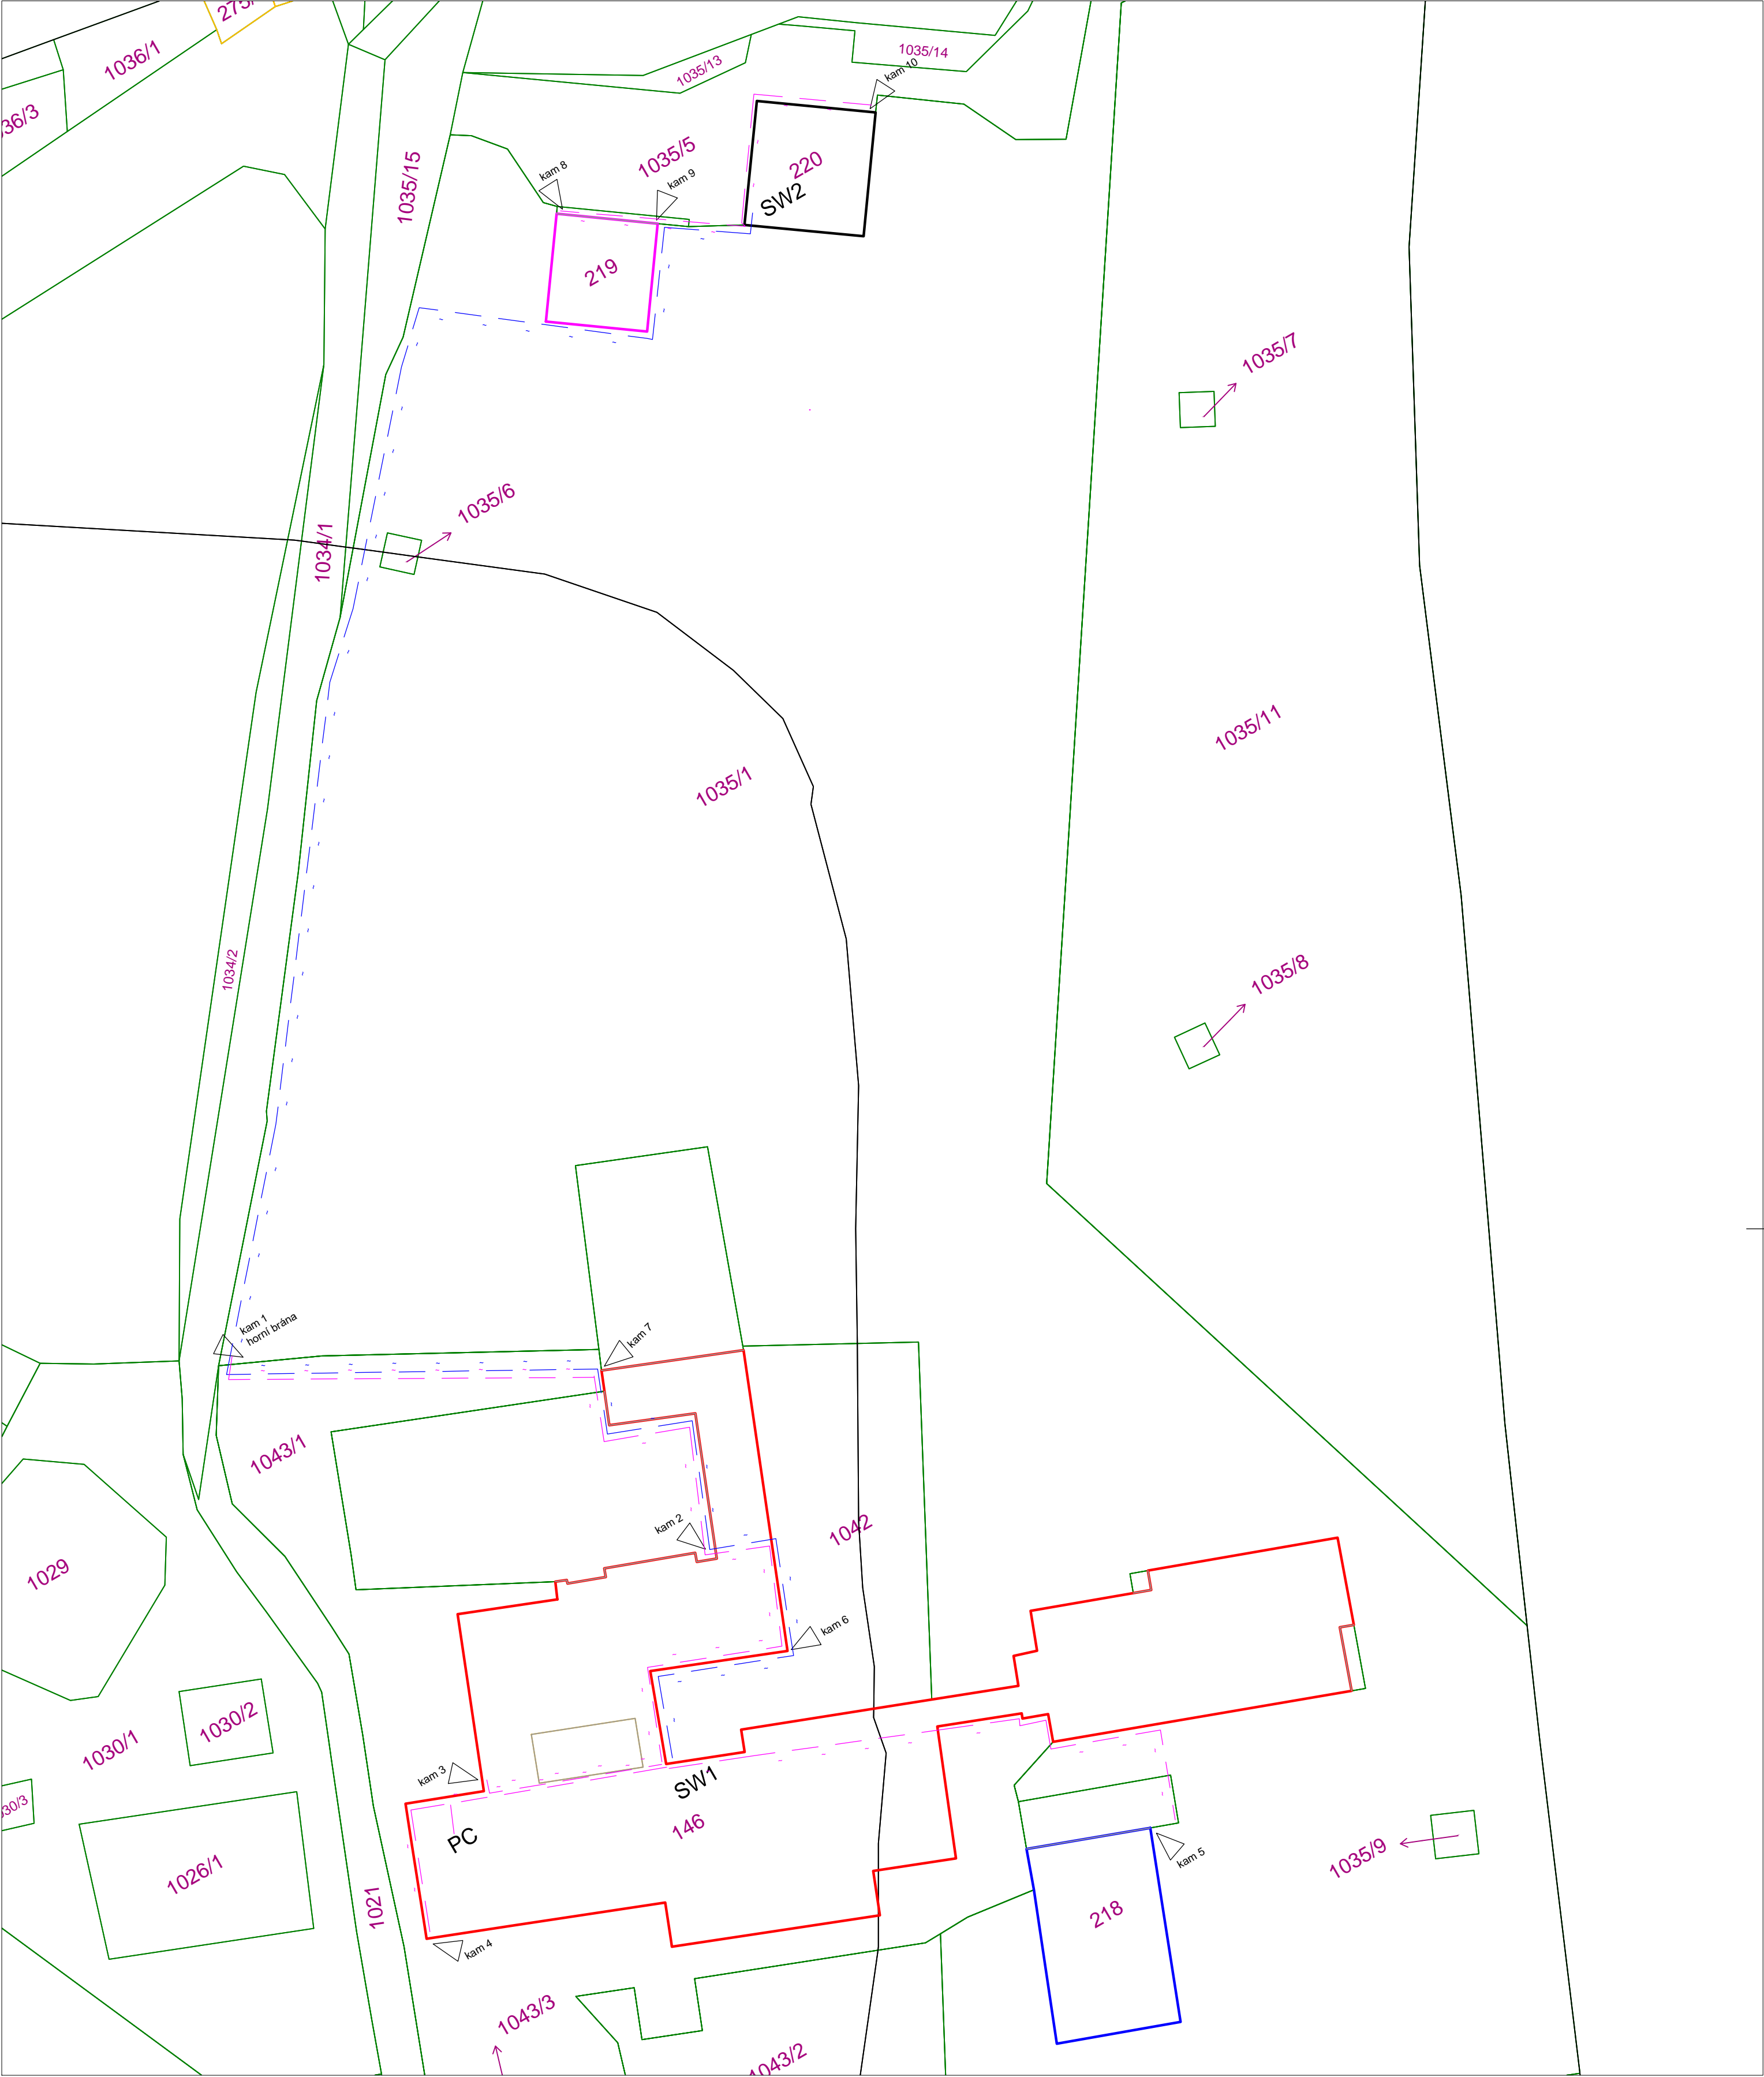 1036/1
1035/13
1035/14
kam 10
1035/15
1035/5
kam 8
kam 9
220
SW2
219
1035/7
1035/6
1034/1
1035/11
1035/1
1034/2
1035/8
kam 1
horní brána
kam 7
1043/1
kam 2
1042
1029
kam 6
1030/2
1030/1
kam 3
SW1
146
PC
1026/1
kam 5
1035/9
1021
218
kam 4
1043/3
1043/2